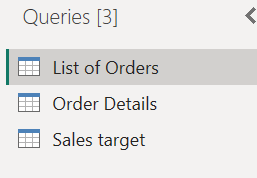 Queries [3]
List of Orders
Order Details
Sales target